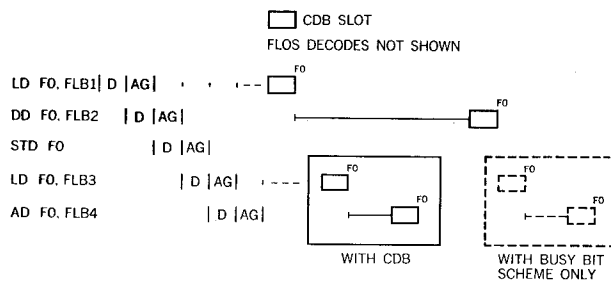 CDB SLOT
FLOS DECODES NOT SHOWN
LD F0, FLB1 | D | AG | F0
DD F0, FLB2 | D | AG | F0
STD F0 | D | AG |
LD F0, FLB3 | D | AG | F0 F0
AD F0, FLB4 | D | AG | F0 F0
WITH CDB
WITH BUSY BIT
SCHEME ONLY